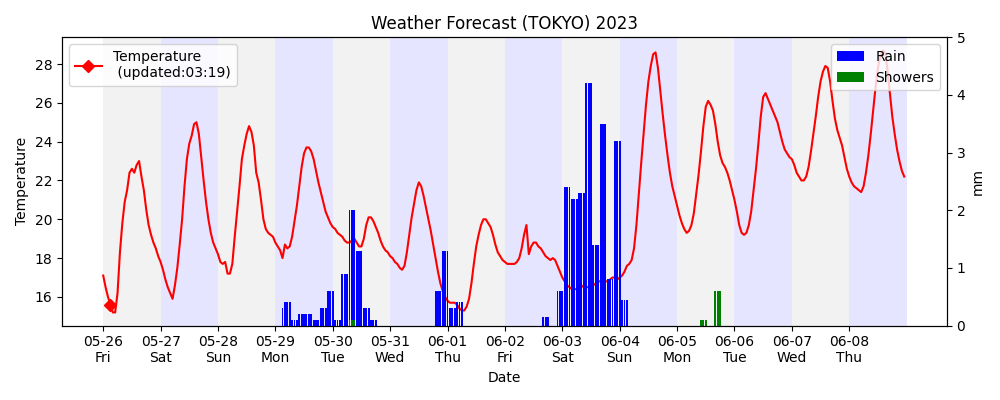 Weather Forecast (TOKYO) 2023
Temperature
(updated:03:19)
Rain
Showers
Temperature
28
26
24
22
20
18
16
5
4
3
2
1
0
mm
05-26 05-27 05-28 05-29 05-30 05-31 06-01 06-02 06-03 06-04 06-05 06-06 06-07 06-08
Fri Sat Sun Mon Tue Wed Thu Fri Sat Sun Mon Tue Wed Thu
Date